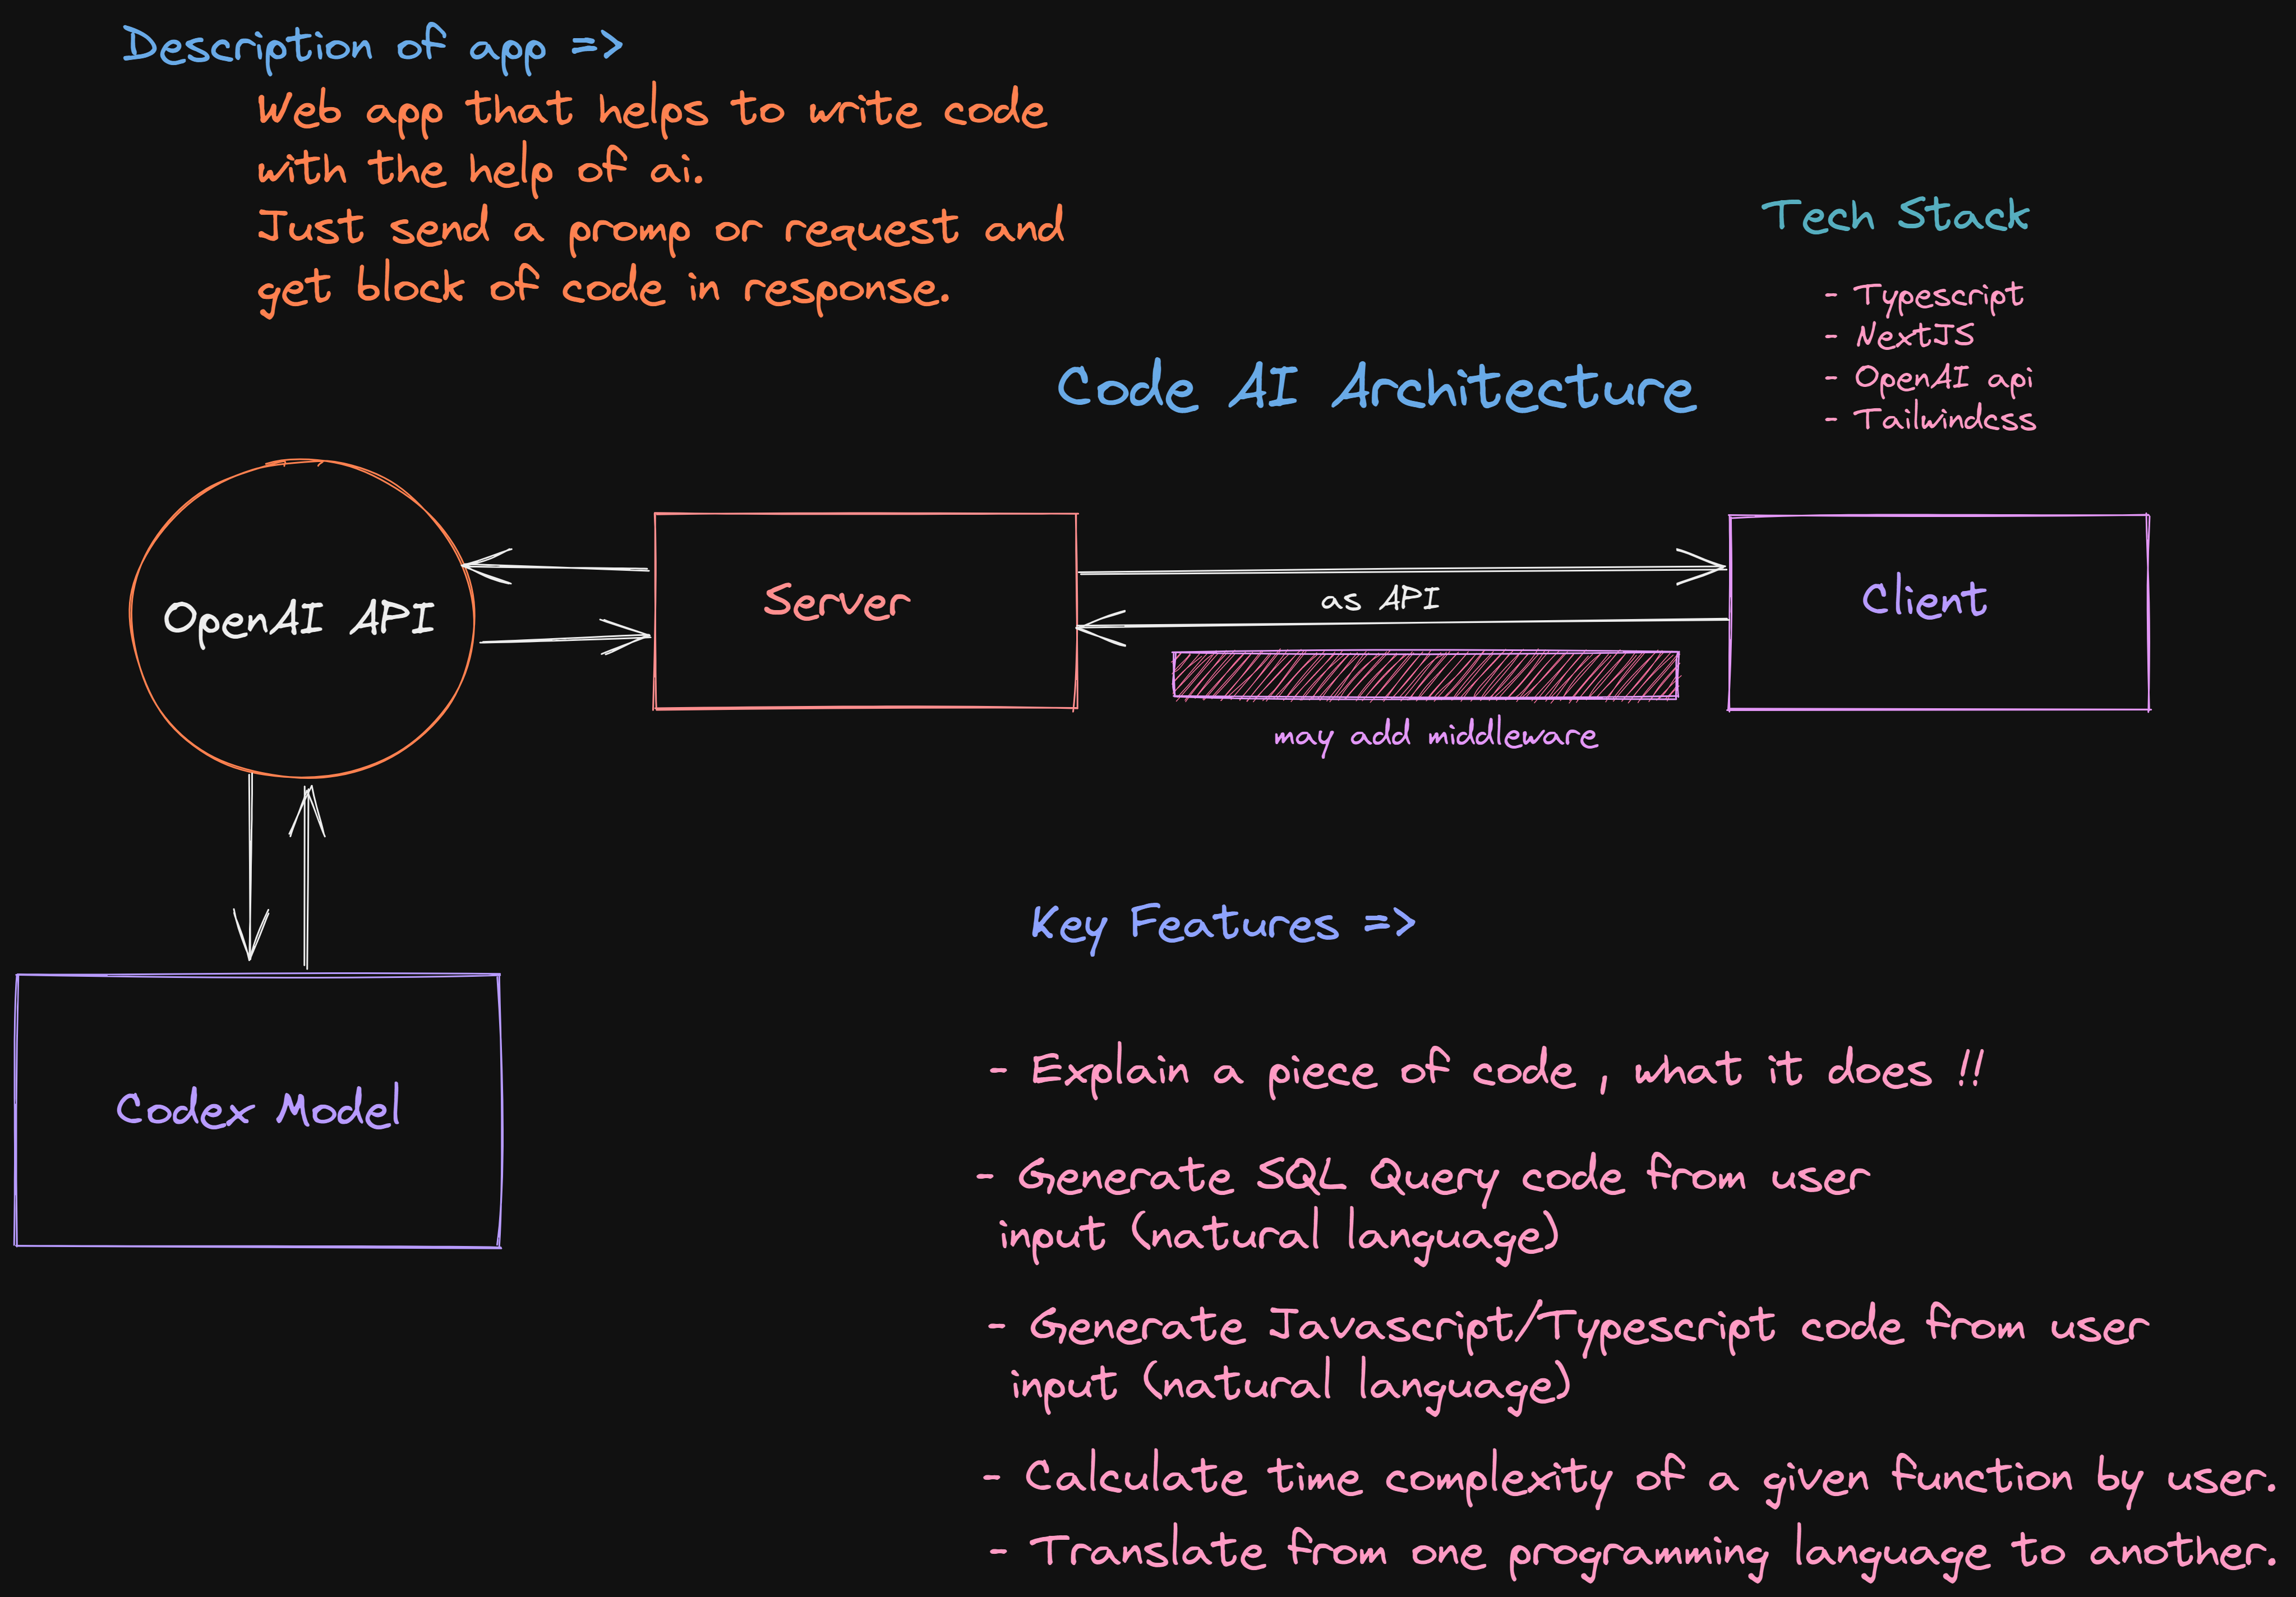 Description of app =>
Web app that helps to write code
with the help of ai.
Just send a promp or request and
get block of code in response.
Tech Stack
- Typescript
- NextJS
- OpenAI api
- Tailwindcss
Code AI Architecture
OpenAI API
Server
as API
Client
may add middleware
Codex Model
Key Features =>
- Explain a piece of code , what it does !!
- Generate SQL Query code from user
input (natural language)
- Generate Javascript/Typescript code from user
input (natural language)
- Calculate time complexity of a given function by user.
- Translate from one programming language to another.